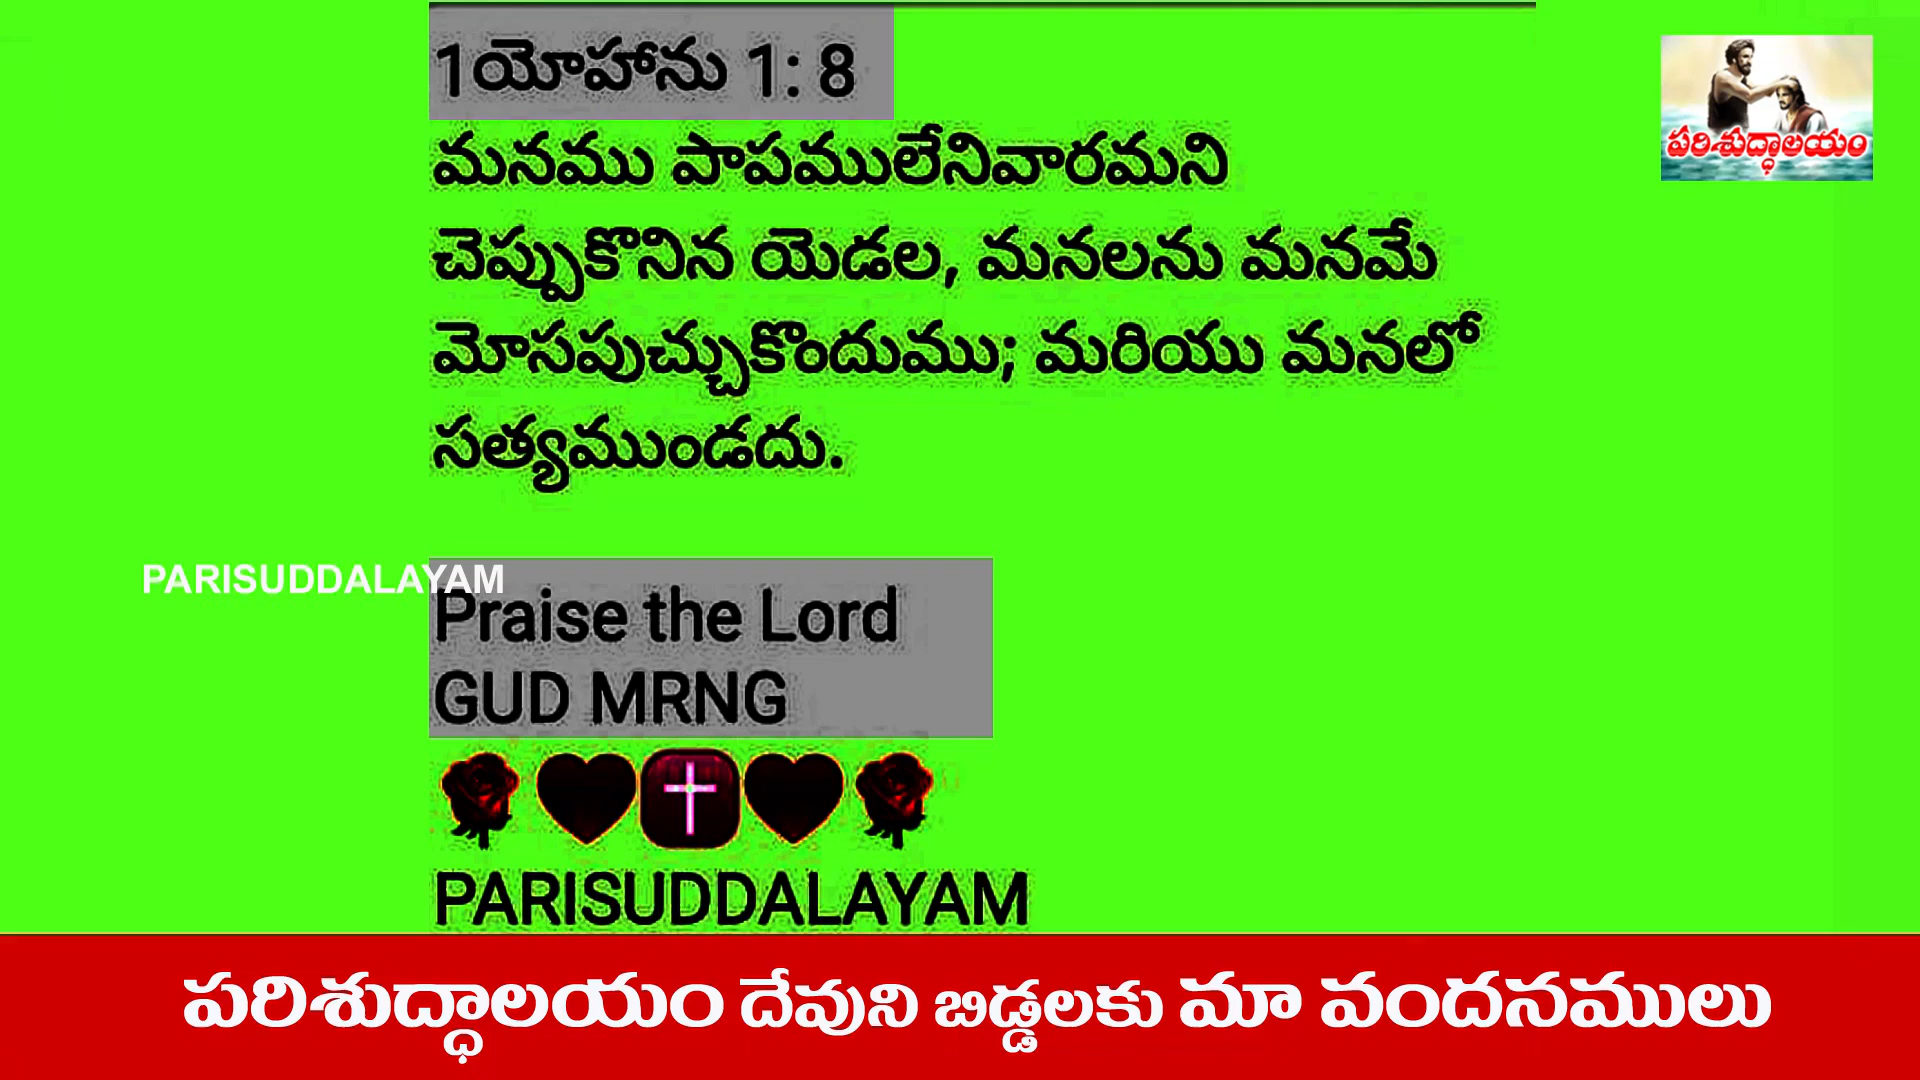 1యోహాను 1: 8
మనము పాపములేనివారమని
చెప్పుకొనిన యెడల, మనలను మనమే
మోసపుచ్చుకొందుము; మరియు మనలో
సత్యముండదు.
పరిశుద్ధాలయం
PARISUDDALAYAM
Praise the Lord
GUD MRNG
PARISUDDALAYAM
పరిశుద్ధాలయం దేవుని బిడ్డలకు మా వందనములు